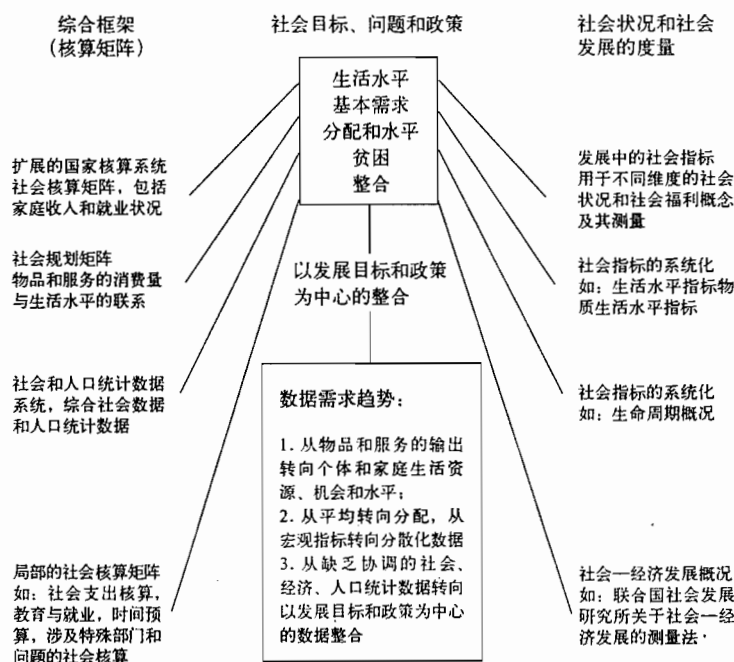 综合框架
（核算矩阵）
社会目标、问题和政策
社会状况和社会
发展的度量
生活水平
基本需求
分配和水平
贫困
整合
扩展的国家核算系统
社会核算矩阵，包括
家庭收入和就业状况
社会规划矩阵
物品和服务的消费量
与生活水平的联系
社会和人口统计数据
系统，综合社会数据
和人口统计数据
局部的社会核算矩阵
如：社会支出核算，
教育与就业，时间预
算，涉及特殊部门和
问题的社会核算
以发展目标和政策
为中心的整合
数据需求趋势：
1. 从物品和服务的输出
转向个体和家庭生活资
源、机会和水平；
2. 从平均转向分配，从
宏观指标转向分散化数据
3. 从缺乏协调的社会、
经济、人口统计数据转向
以发展目标和政策为中心
的数据整合
发展中的社会指标
用于不同维度的社会
状况和社会福利概念
及其测量
社会指标的系统化
如：生活水平指标物
质生活水平指标
社会指标的系统化
如：生命周期概况
社会—经济发展概况
如：联合国社会发展
研究所关于社会—经
济发展的测量法·